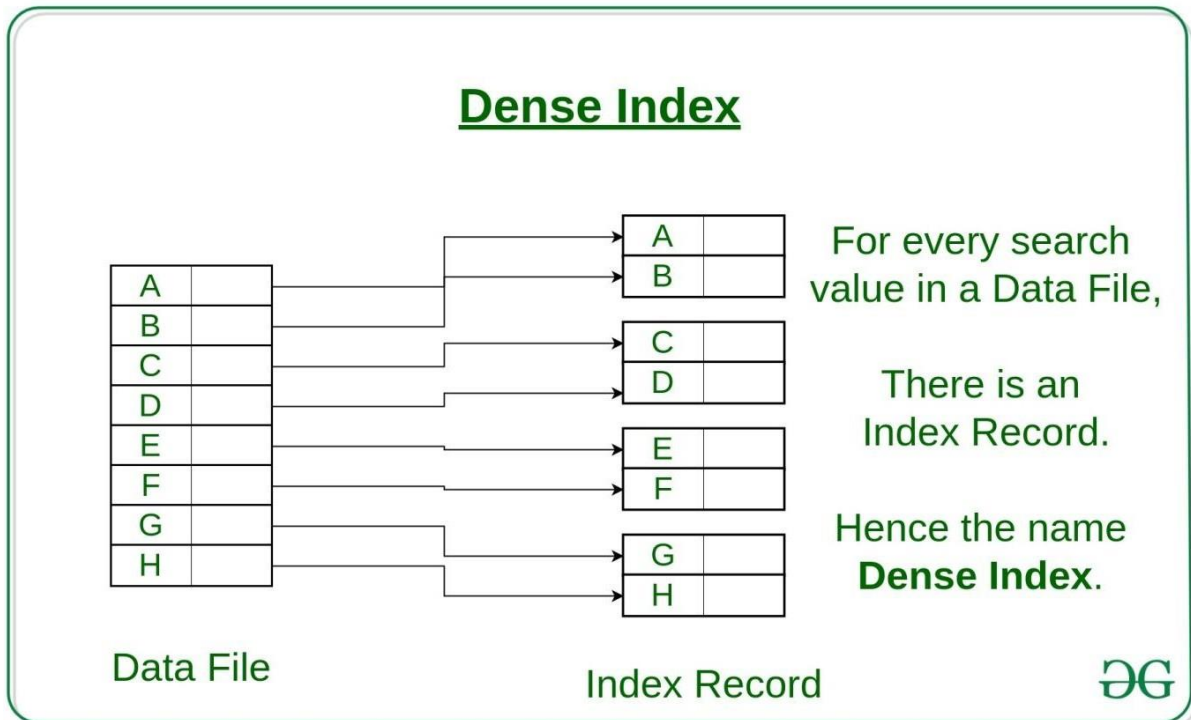 Dense Index
A
B
C
D
E
F
G
H
Data File
A
B
C
D
E
F
G
H
Index Record
For every search
value in a Data File,
There is an
Index Record.
Hence the name
Dense Index.